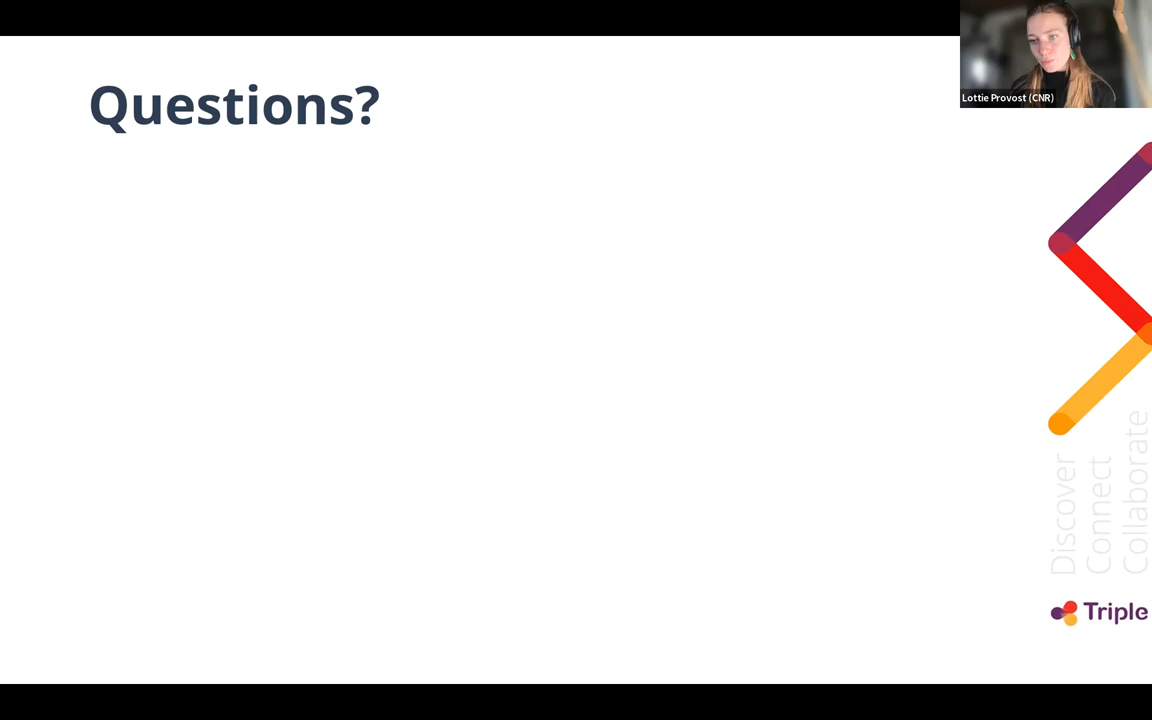 Questions?
Lottie Provost (CNR)
Discover
Connect
Collaborate
Triple